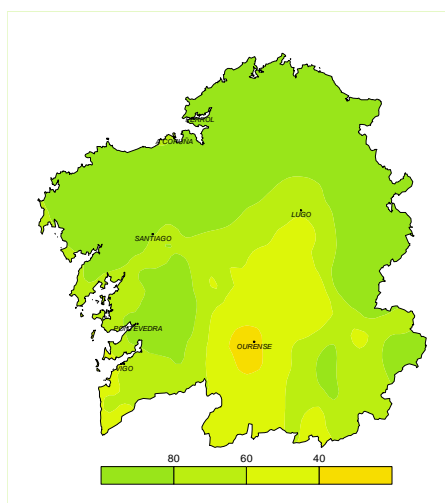 FERROL
A CORUÑA
LUGO
SANTIAGO
PONTEVEDRA
OURENSE
VIGO
80 60 40